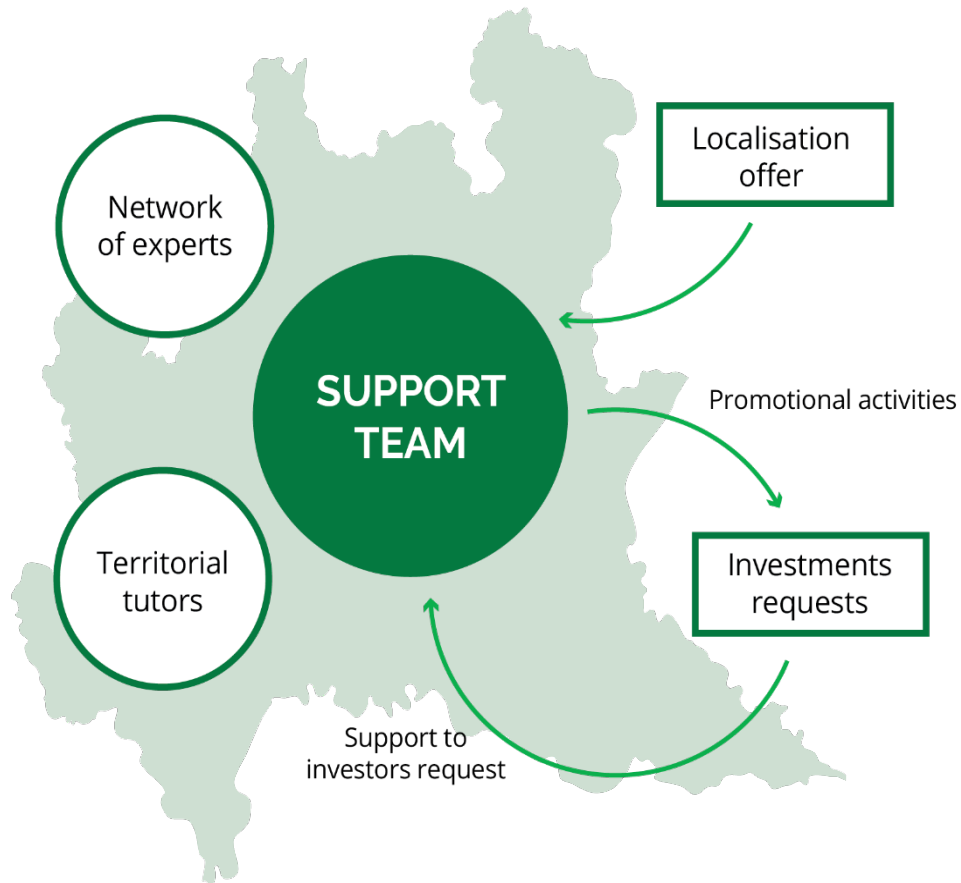 Localisation
offer
Network
of experts
SUPPORT
TEAM
Promotional activities
Territorial
tutors
Investments
requests
Support to
investors request